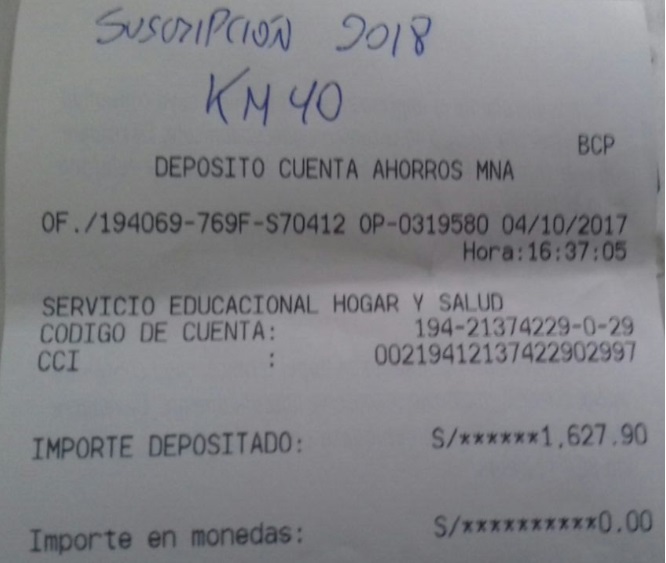 SUSCRIPCIÓN 2018
KM 40
BCP
DEPOSITO CUENTA AHORROS MNA
OF./194069-769F-S70412 OP-0319580 04/10/2017
Hora:16:37:05
SERVICIO EDUCACIONAL HOGAR Y SALUD
CODIGO DE CUENTA: 194-21374229-0-29
CCI : 00219412137422902997
IMPORTE DEPOSITADO: S/******1,627.90
Importe en monedas: S/**********0.00